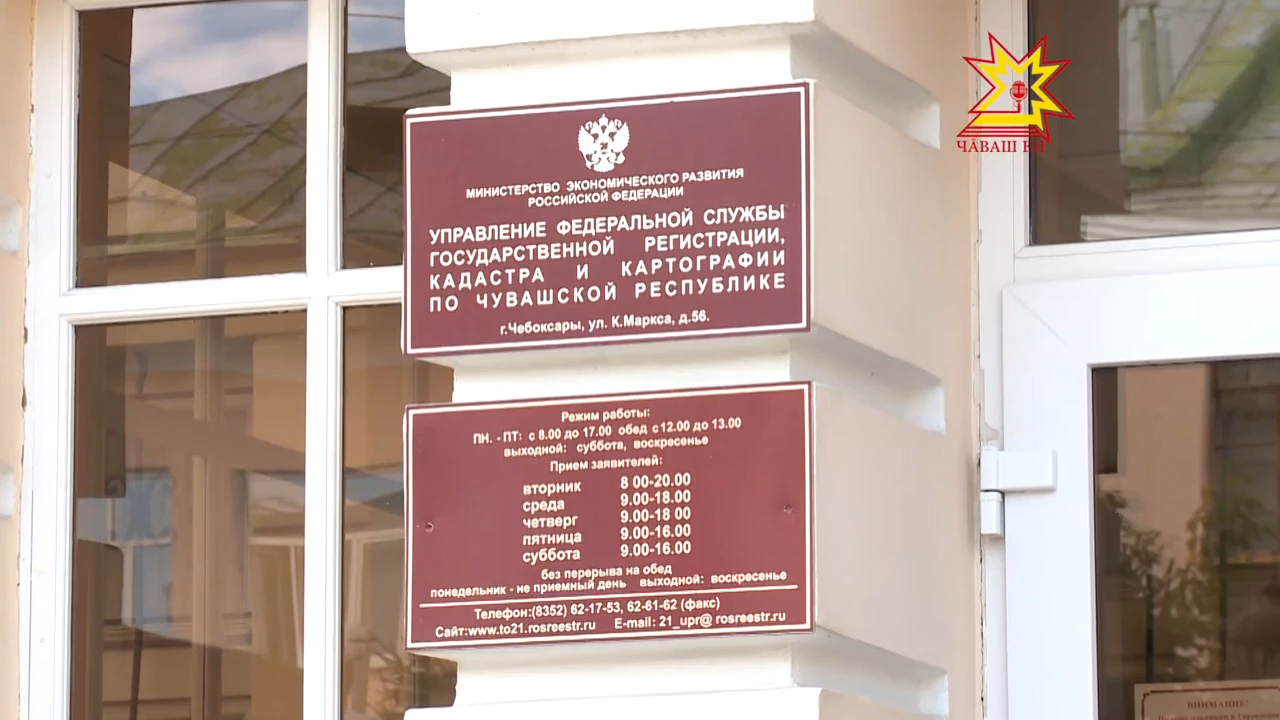 ЧӐВАШ ЕН
МИНИСТЕРСТВО ЭКОНОМИЧЕСКОГО РАЗВИТИЯ
РОССИЙСКОЙ ФЕДЕРАЦИИ
УПРАВЛЕНИЕ ФЕДЕРАЛЬНОЙ СЛУЖБЫ
ГОСУДАРСТВЕННОЙ РЕГИСТРАЦИИ,
КАДАСТРА И КАРТОГРАФИИ
ПО ЧУВАШСКОЙ РЕСПУБЛИКЕ
г.Чебоксары, ул. К.Маркса, д.56.
Режим работы:
ПН. - ПТ: с 8.00 до 17.00 обед с 12.00 до 13.00
выходной: суббота, воскресенье
Прием заявителей:
вторник 8 00-20.00
среда 9.00-18.00
четверг 9.00-18 00
пятница 9.00-16.00
суббота 9.00-16.00
без перерыва на обед
понедельник - не приемный день выходной: воскресенье
Телефон:(8352) 62-17-53, 62-61-62 (факс)
Сайт:www.to21.rosreestr.ru E-mail: 21_upr@ rosreestr.ru
ВНИМАНИЕ!